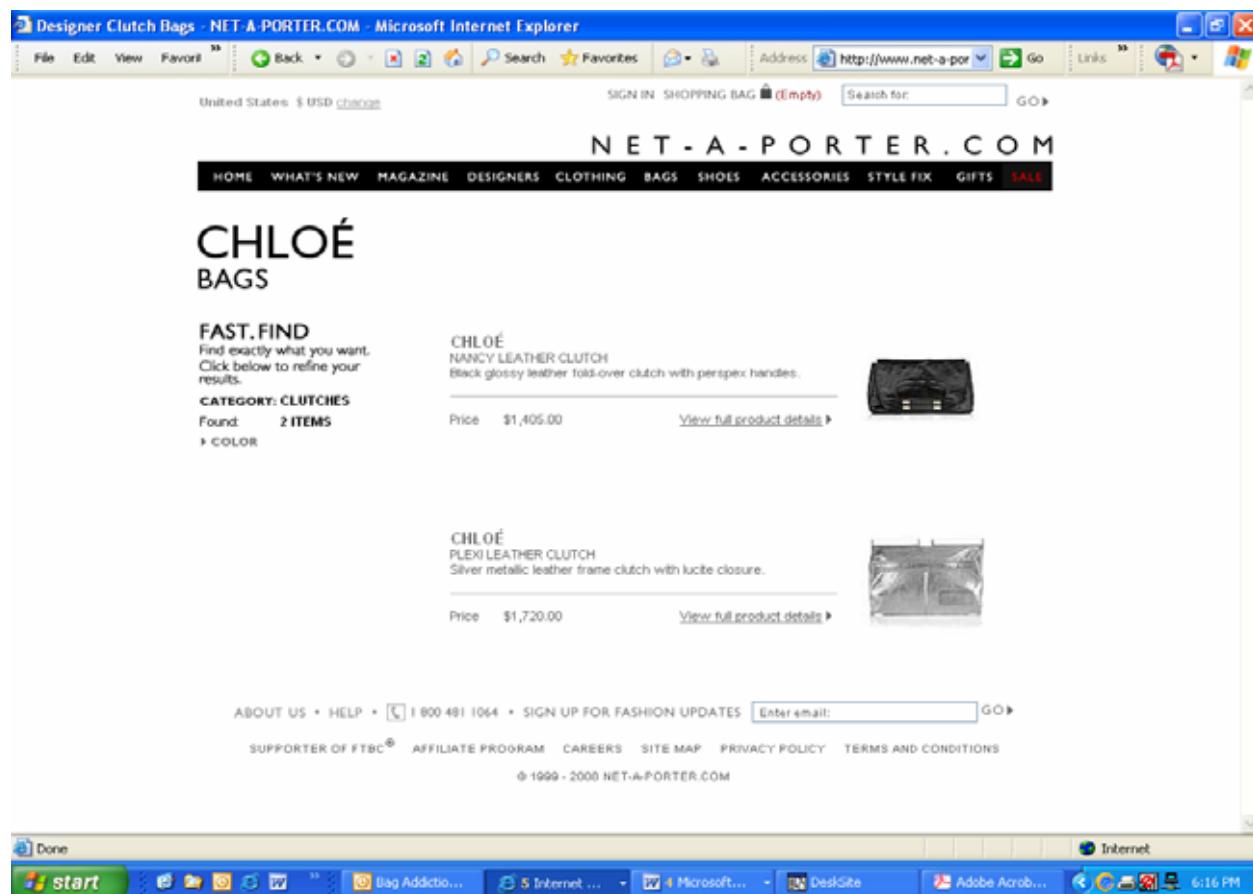 Designer Clutch Bags - NET-A-PORTER.COM - Microsoft Internet Explorer
File Edit View Favorit » Back Search Favorites Address http://www.net-a-por Go Links »
United States $ USD change
SIGN IN SHOPPING BAG (Empty) Search for: GO
NET-A-PORTER.COM
HOME WHAT'S NEW MAGAZINE DESIGNERS CLOTHING BAGS SHOES ACCESSORIES STYLE FIX GIFTS SALE
CHLOÉ
BAGS
FAST. FIND
Find exactly what you want.
Click below to refine your
results.
CATEGORY: CLUTCHES
Found: 2 ITEMS
COLOR
CHLOÉ
NANCY LEATHER CLUTCH
Black glossy leather fold-over clutch with perspex handles.
Price $1,405.00 View full product details
CHLOÉ
PLEXI LEATHER CLUTCH
Silver metallic leather frame clutch with lucite closure.
Price $1,720.00 View full product details
ABOUT US • HELP • 1 800 481 1064 • SIGN UP FOR FASHION UPDATES Enter email: GO
SUPPORTER OF FTBC® AFFILIATE PROGRAM CAREERS SITE MAP PRIVACY POLICY TERMS AND CONDITIONS
© 1999 - 2008 NET-A-PORTER.COM
Done Internet
start » Bag Addictio... 5 Internet ... 4 Microsoft... DeskSite Adobe Acrob... 6:16 PM